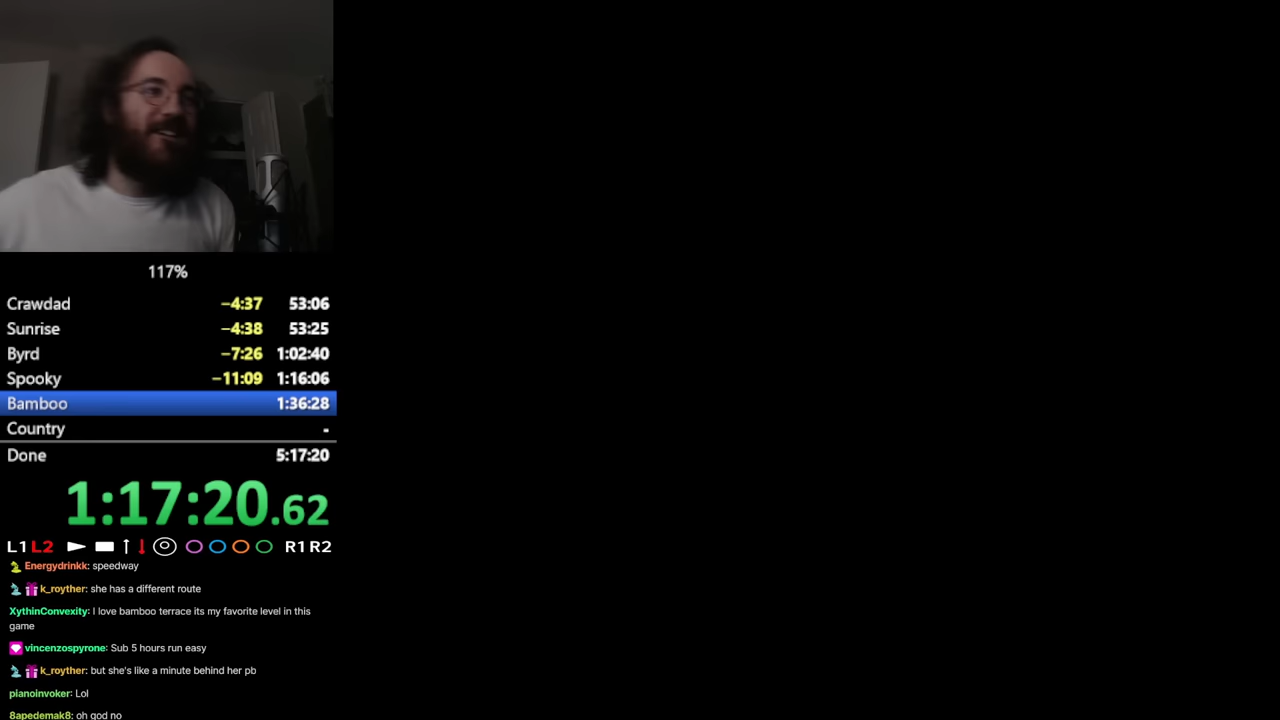 117%
Crawdad −4:37 53:06
Sunrise −4:38 53:25
Byrd −7:26 1:02:40
Spooky −11:09 1:16:06
Bamboo 1:36:28
Country -
Done 5:17:20
1:17:20.62
L1 L2 R1 R2
Energydrinkk: speedway
k_royther: she has a different route
XythinConvexity: I love bamboo terrace its my favorite level in this
game
vincenzospyrone: Sub 5 hours run easy
k_royther: but she's like a minute behind her pb
pianoinvoker: Lol
8apedemak8: oh god no